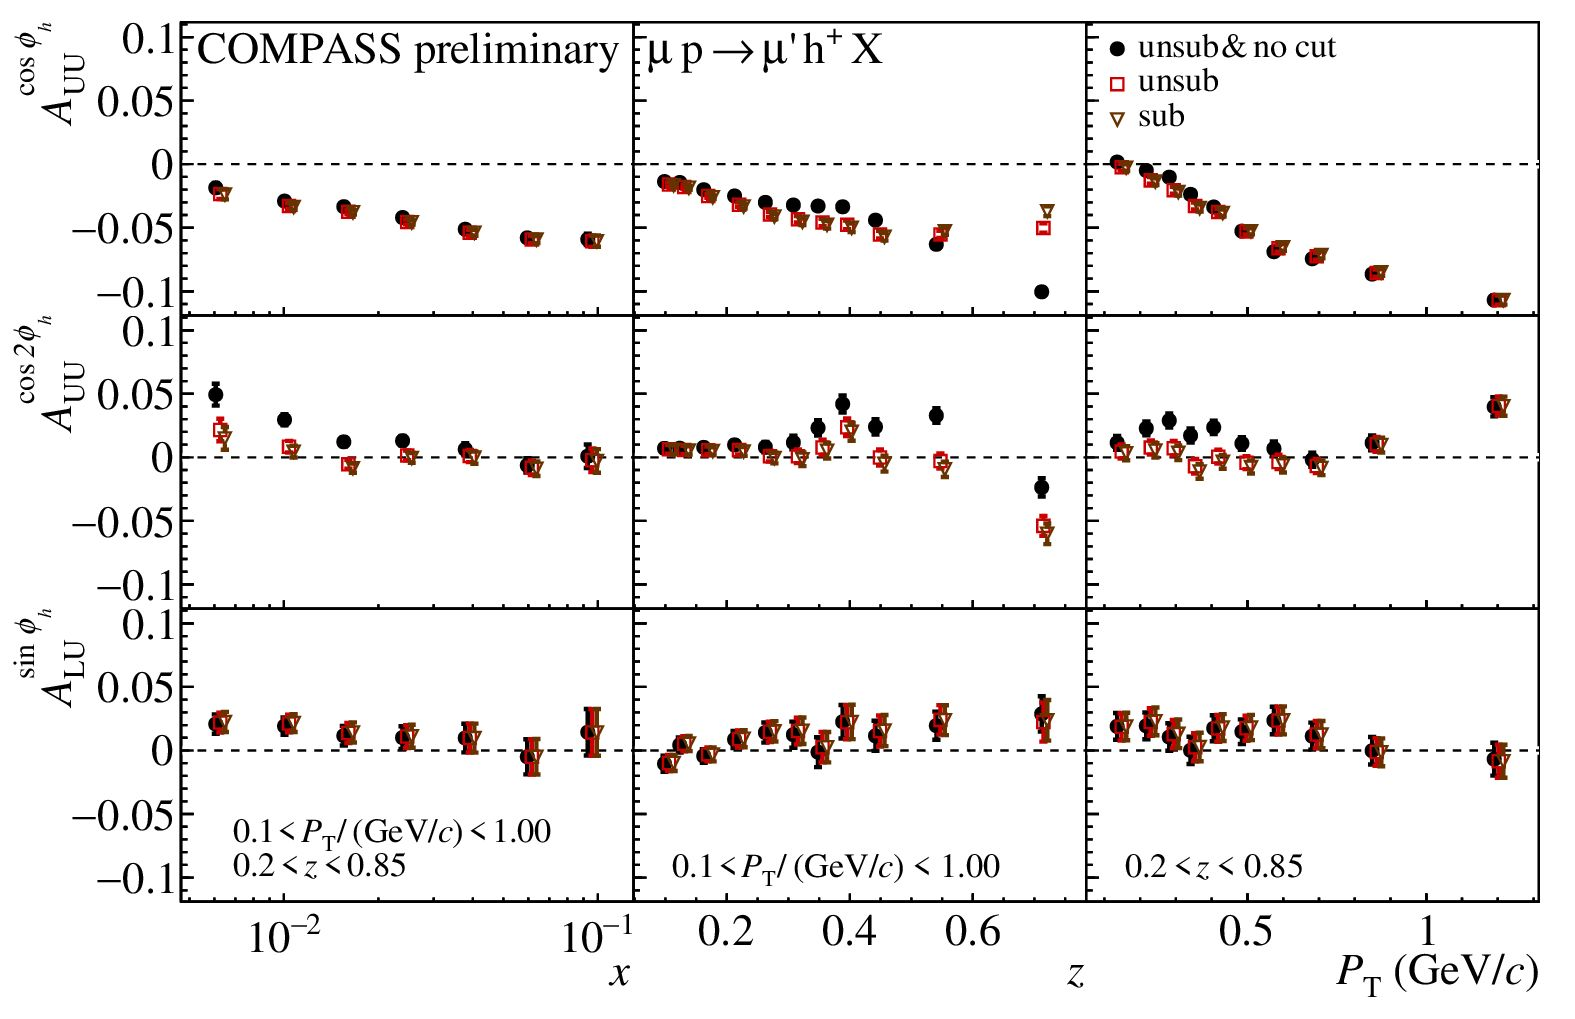 COMPASS preliminary
μ p → μ' h⁺ X
unsub & no cut
unsub
sub
A_UU^cos ϕ_h
0.1
0.05
0
−0.05
−0.1
A_UU^cos 2ϕ_h
0.1
0.05
0
−0.05
−0.1
A_LU^sin ϕ_h
0.1
0.05
0
−0.05
−0.1
0.1 < P_T / (GeV/c) < 1.00
0.2 < z < 0.85
0.1 < P_T / (GeV/c) < 1.00
0.2 < z < 0.85
10⁻² 10⁻¹
0.2 0.4 0.6
0.5 1
x
z
P_T (GeV/c)